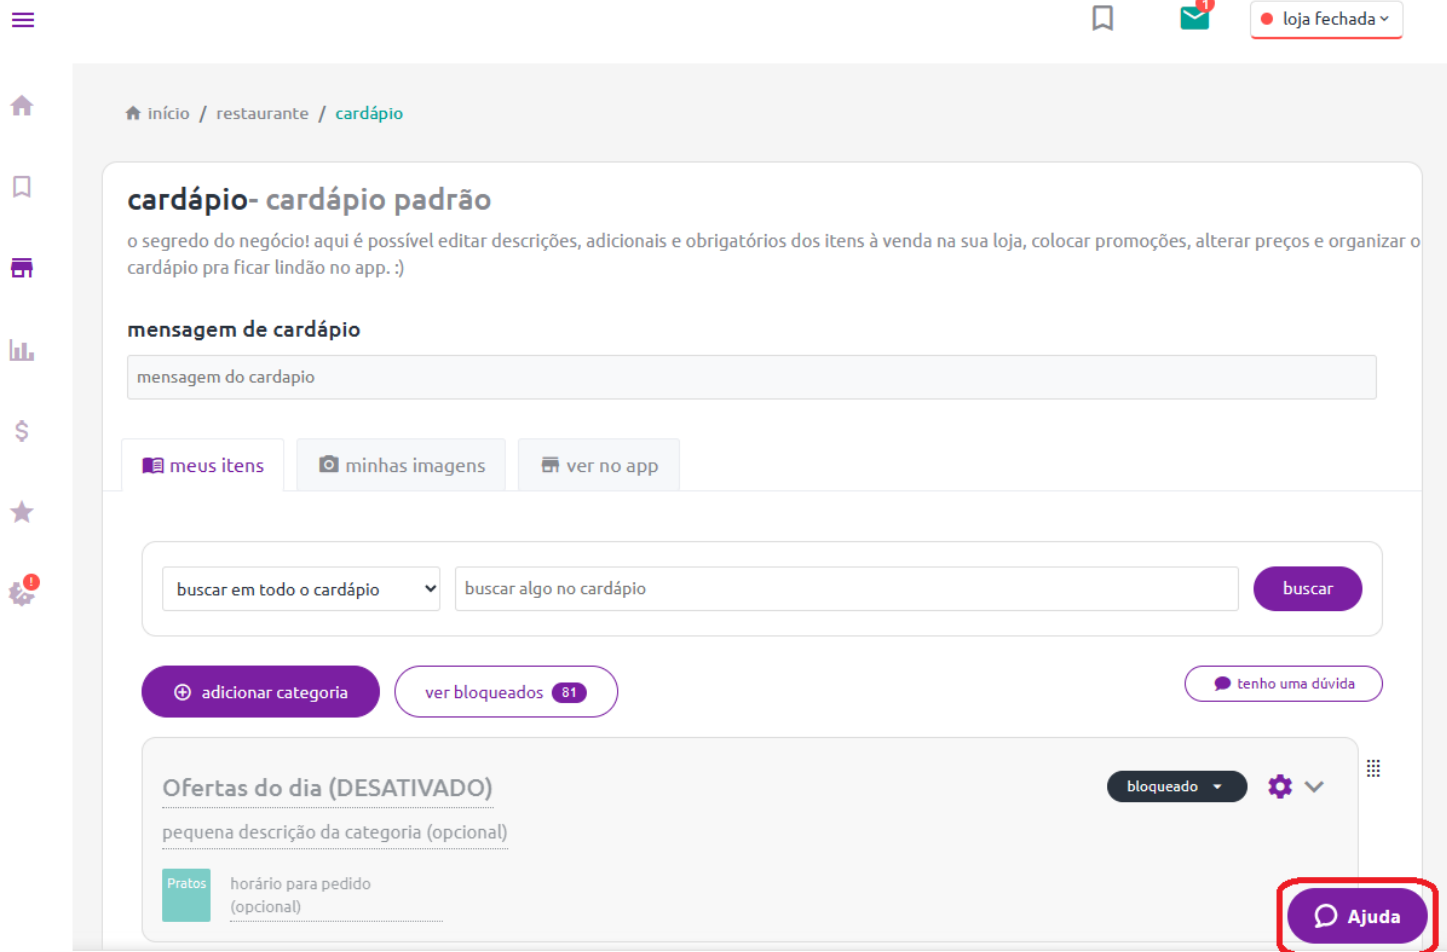 1
loja fechada
início / restaurante / cardápio
cardápio- cardápio padrão
o segredo do negócio! aqui é possível editar descrições, adicionais e obrigatórios dos itens à venda na sua loja, colocar promoções, alterar preços e organizar o
cardápio pra ficar lindão no app. :)
mensagem de cardápio
mensagem do cardapio
meus itens minhas imagens ver no app
buscar em todo o cardápio buscar algo no cardápio buscar
adicionar categoria ver bloqueados 81 tenho uma dúvida
Ofertas do dia (DESATIVADO) bloqueado
pequena descrição da categoria (opcional)
Pratos horário para pedido
(opcional)
Ajuda